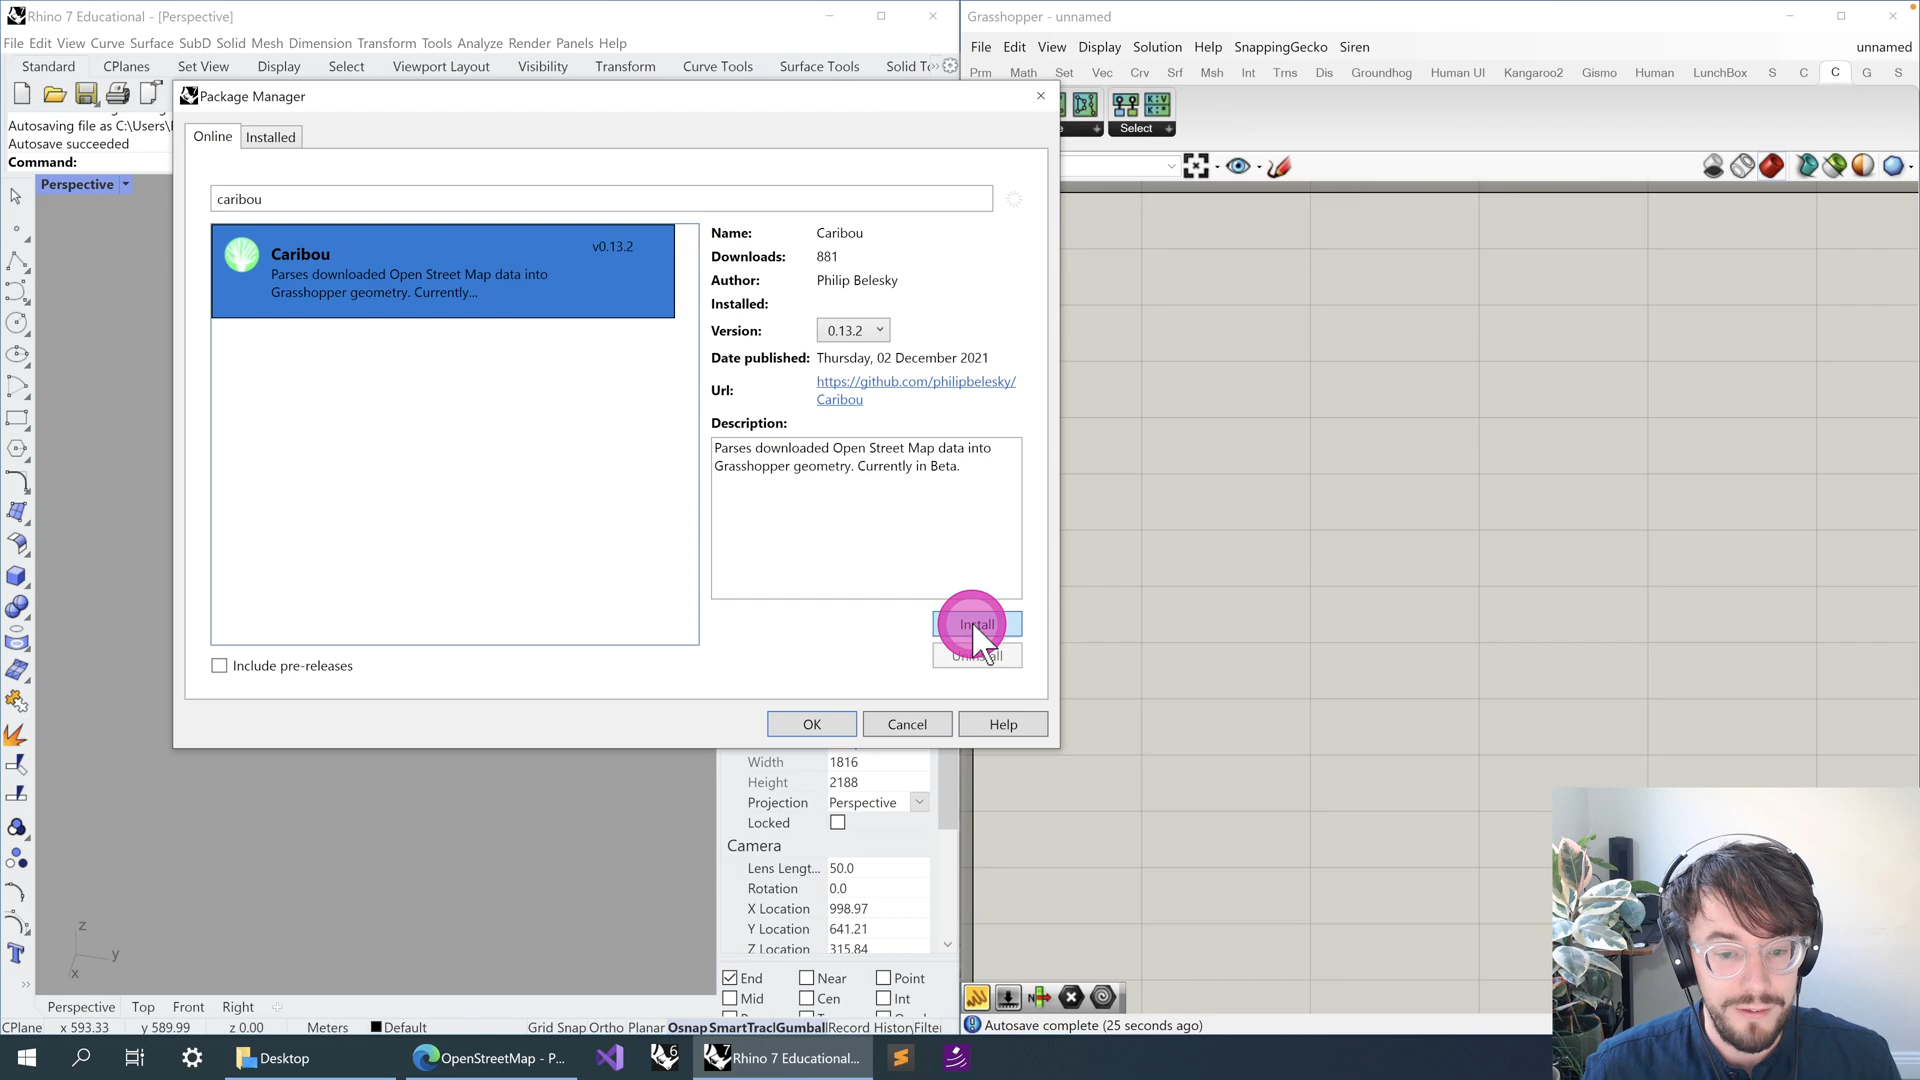 Rhino 7 Educational - [Perspective]
File Edit View Curve Surface SubD Solid Mesh Dimension Transform Tools Analyze Render Panels Help
Standard CPlanes Set View Display Select Viewport Layout Visibility Transform Curve Tools Surface Tools Solid To
Autosaving file as C:\Users\
Autosave succeeded
Command:
Perspective
Package Manager
Online Installed
caribou
Caribou v0.13.2
Parses downloaded Open Street Map data into
Grasshopper geometry. Currently...
Include pre-releases
Name: Caribou
Downloads: 881
Author: Philip Belesky
Installed:
Version: 0.13.2
Date published: Thursday, 02 December 2021
Url: https://github.com/philipbelesky/
Caribou
Description:
Parses downloaded Open Street Map data into
Grasshopper geometry. Currently in Beta.
Install
Uninstall
OK Cancel Help
Width 1816
Height 2188
Projection Perspective
Locked
Camera
Lens Lengt... 50.0
Rotation 0.0
X Location 998.97
Y Location 641.21
Z Location 315.84
End Near Point
Mid Cen Int
z
y
x
Perspective Top Front Right
CPlane x 593.33 y 589.99 z 0.00 Meters Default Grid Snap Ortho Planar Osnap SmartTrack Gumbal Record History Filter
Grasshopper - unnamed
File Edit View Display Solution Help SnappingGecko Siren unnamed
Prm Math Set Vec Crv Srf Msh Int Trns Dis Groundhog Human UI Kangaroo2 Gismo Human LunchBox S C C G S
K:V
Select
Autosave complete (25 seconds ago)
Desktop
OpenStreetMap - P...
6
7
Rhino 7 Educational...